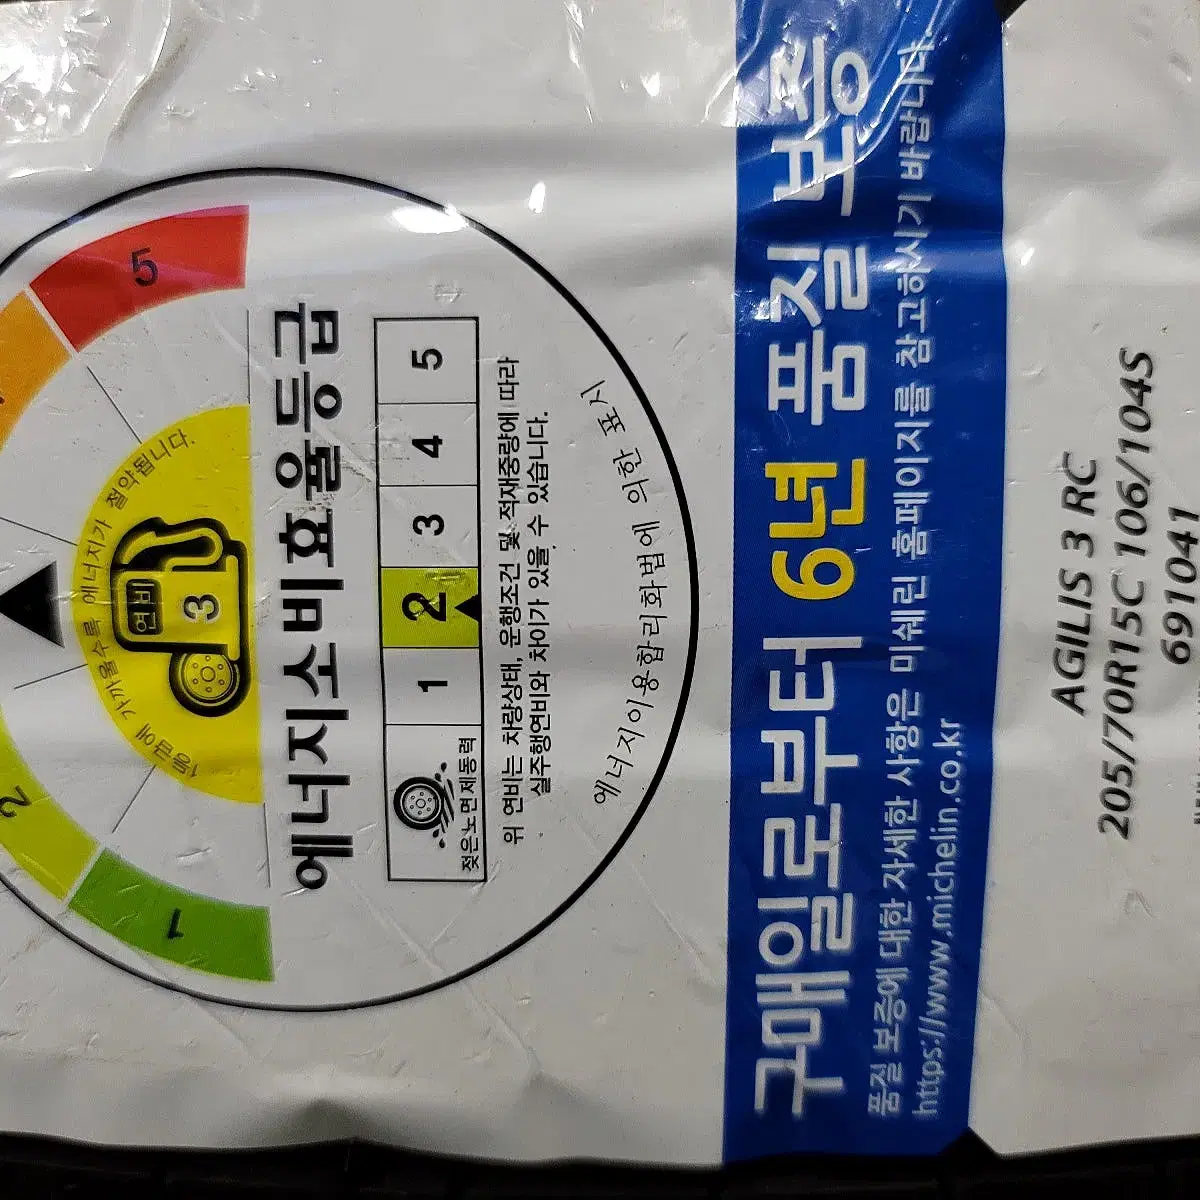 1 2 5
1등급에 가까울수록 에너지가 절약됩니다.
연비
3
에너지소비효율등급
젖은노면제동력 1 2 3 4 5
위 연비는 차량상태, 운행조건 및 적재중량에 따라
실주행연비와 차이가 있을 수 있습니다.
에너지이용합리화법에 의한 표시
구매일로부터 6년 품질 보증
품질 보증에 대한 자세한 사항은 미쉐린 홈페이지를 참고하시기 바랍니다.
https://www.michelin.co.kr
AGILIS 3 RC
205/70R15C 106/104S
691041